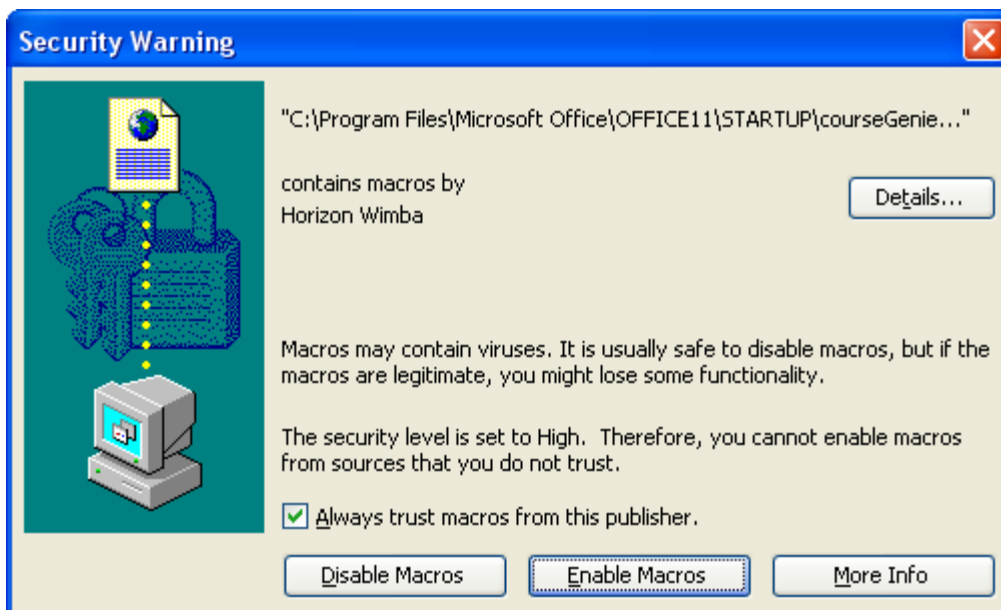 Security Warning
"C:\Program Files\Microsoft Office\OFFICE11\STARTUP\courseGenie..."
contains macros by
Horizon Wimba
Details...
Macros may contain viruses. It is usually safe to disable macros, but if the
macros are legitimate, you might lose some functionality.
The security level is set to High. Therefore, you cannot enable macros
from sources that you do not trust.
Always trust macros from this publisher.
Disable Macros
Enable Macros
More Info